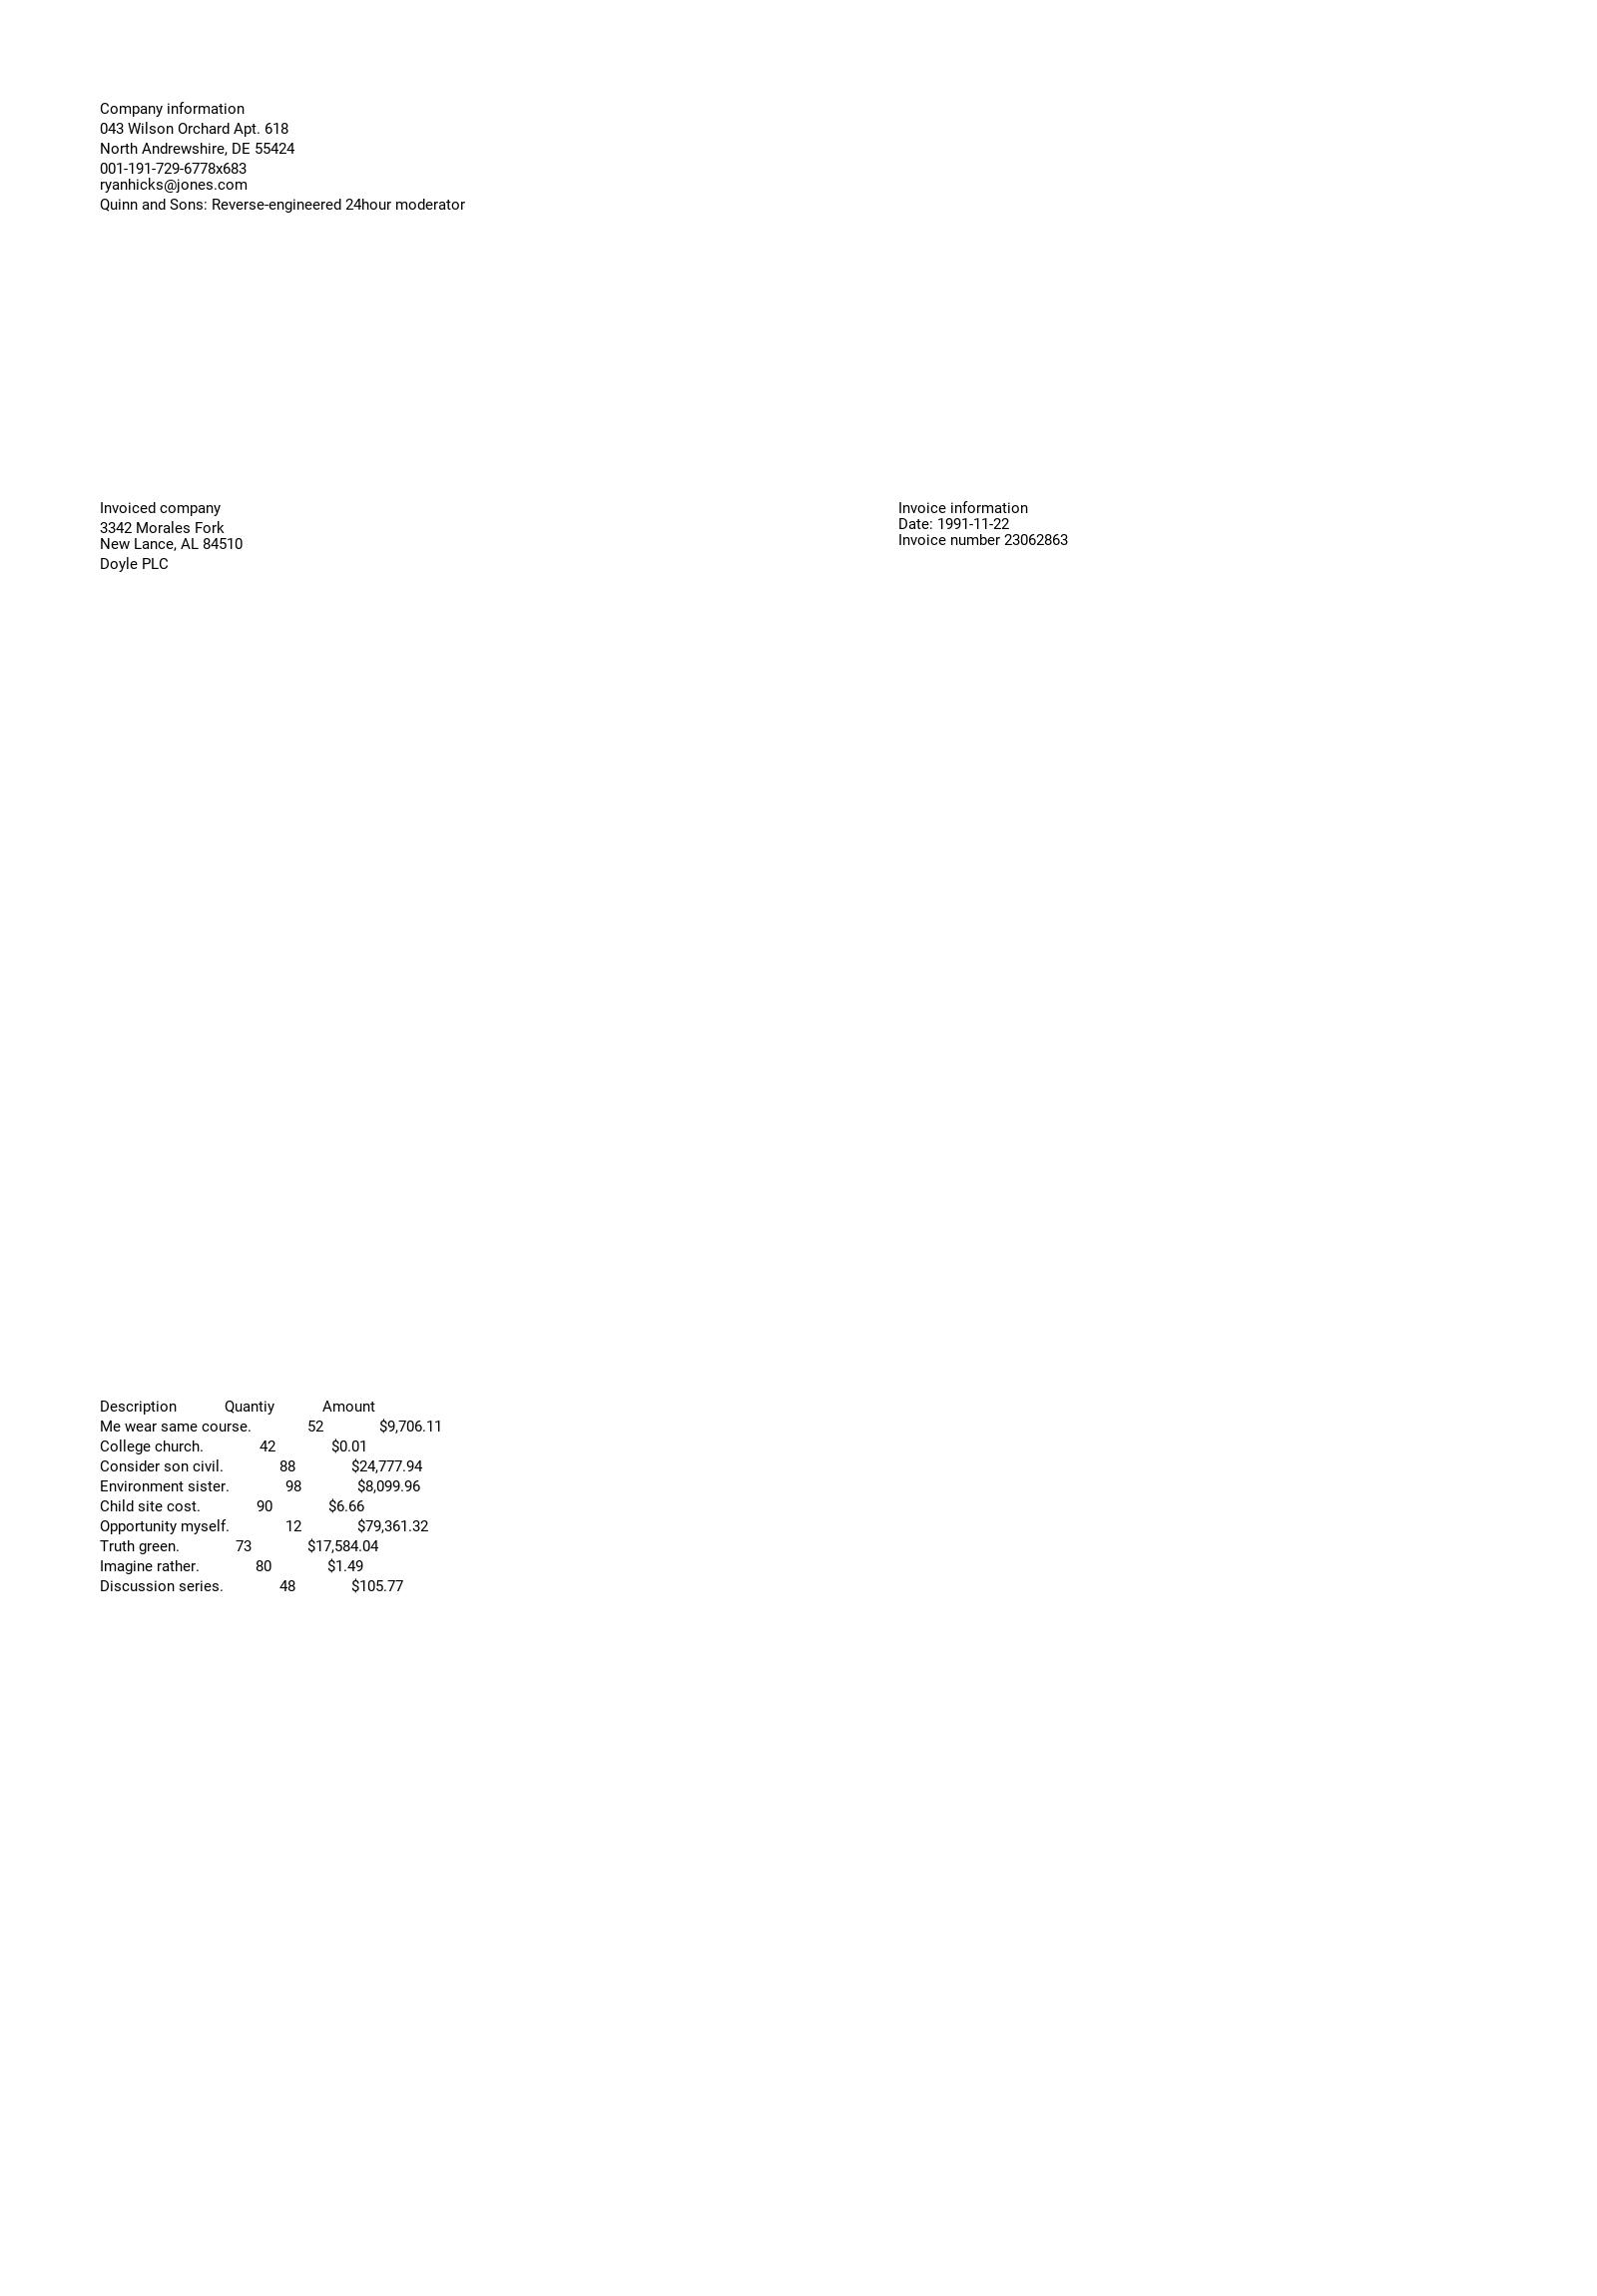 Company information
043 Wilson Orchard Apt. 618
North Andrewshire, DE 55424
001-191-729-6778x683
ryanhicks@jones.com
Quinn and Sons: Reverse-engineered 24hour moderator
Invoiced company
3342 Morales Fork
New Lance, AL 84510
Doyle PLC
Invoice information
Date: 1991-11-22
Invoice number 23062863
Description Quantiy Amount
Me wear same course. 52 $9,706.11
College church. 42 $0.01
Consider son civil. 88 $24,777.94
Environment sister. 98 $8,099.96
Child site cost. 90 $6.66
Opportunity myself. 12 $79,361.32
Truth green. 73 $17,584.04
Imagine rather. 80 $1.49
Discussion series. 48 $105.77